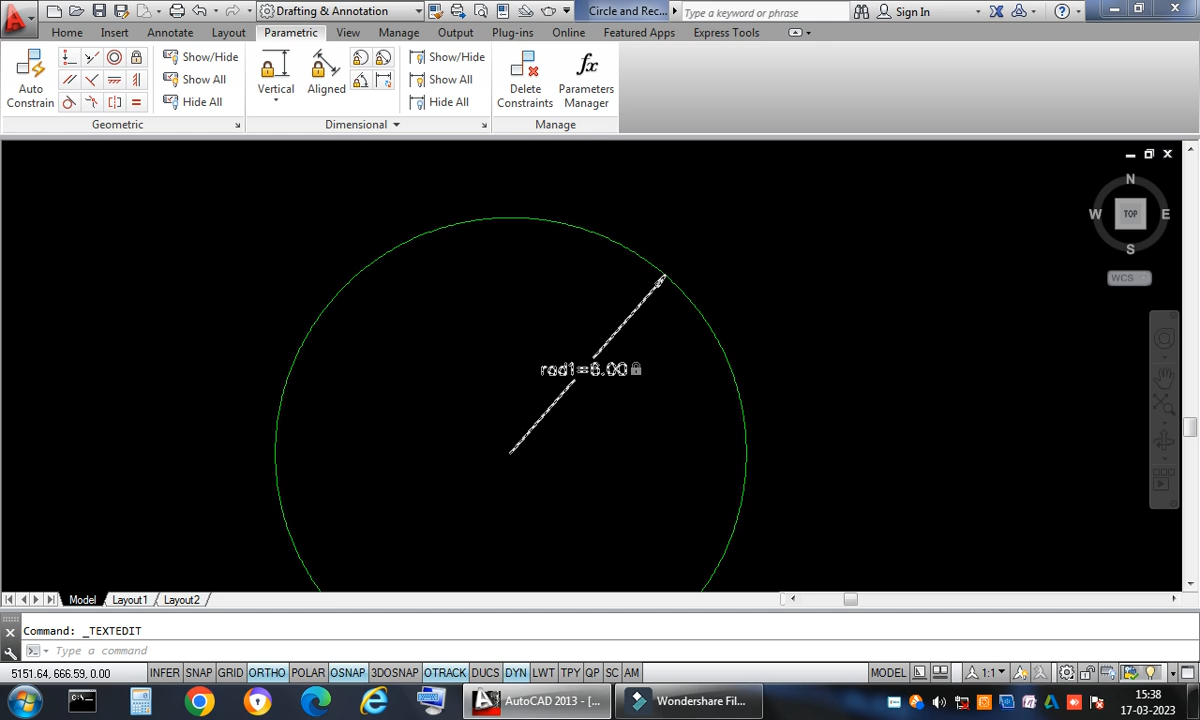 Drafting & Annotation
Circle and Rec...
Type a keyword or phrase
Sign In
Home Insert Annotate Layout Parametric View Manage Output Plug-ins Online Featured Apps Express Tools
Auto Constrain
Show/Hide
Show All
Hide All
Geometric
Vertical
Aligned
Show/Hide
Show All
Hide All
Dimensional
Delete Constraints
fx
Parameters Manager
Manage
N
W TOP E
S
WCS
rad1=6.00
Model Layout1 Layout2
Command: _TEXTEDIT
Type a command
5151.64, 666.59, 0.00 INFER SNAP GRID ORTHO POLAR OSNAP 3DOSNAP OTRACK DUCS DYN LWT TPY QP SC AM MODEL 1:1
AutoCAD 2013 - [...
Wondershare Fil...
15:38
17-03-2023